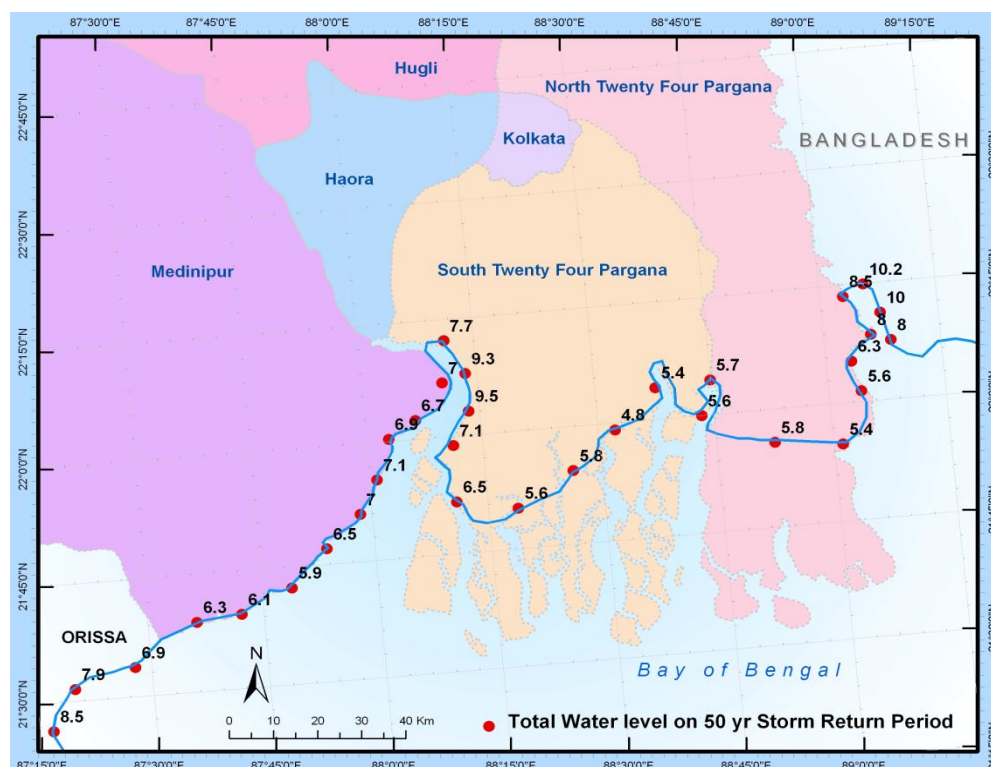 87°30'0"E 87°45'0"E 88°0'0"E 88°15'0"E 88°30'0"E 88°45'0"E 89°0'0"E 89°15'0"E
Hugli
North Twenty Four Pargana
22°45'0"N
Kolkata
BANGLADESH
Haora
22°30'0"N
Medinipur
South Twenty Four Pargana
8.5
10.2
10
8
8
7.7
22°15'0"N
9.3
7
6.3
5.4
5.7
5.6
9.5
6.7
6.9
7.1
4.8
5.6
5.8
5.4
7.1
22°0'0"N
5.8
6.5
5.6
7
6.5
5.9
21°45'0"N
6.3
6.1
ORISSA
6.9
N
7.9
Bay of Bengal
21°30'0"N
8.5
0 10 20 40 Km
Total Water level on 50 yr Storm Return Period
87°15'0"E 87°30'0"E 87°45'0"E 88°0'0"E 88°15'0"E 88°30'0"E 88°45'0"E 89°0'0"E